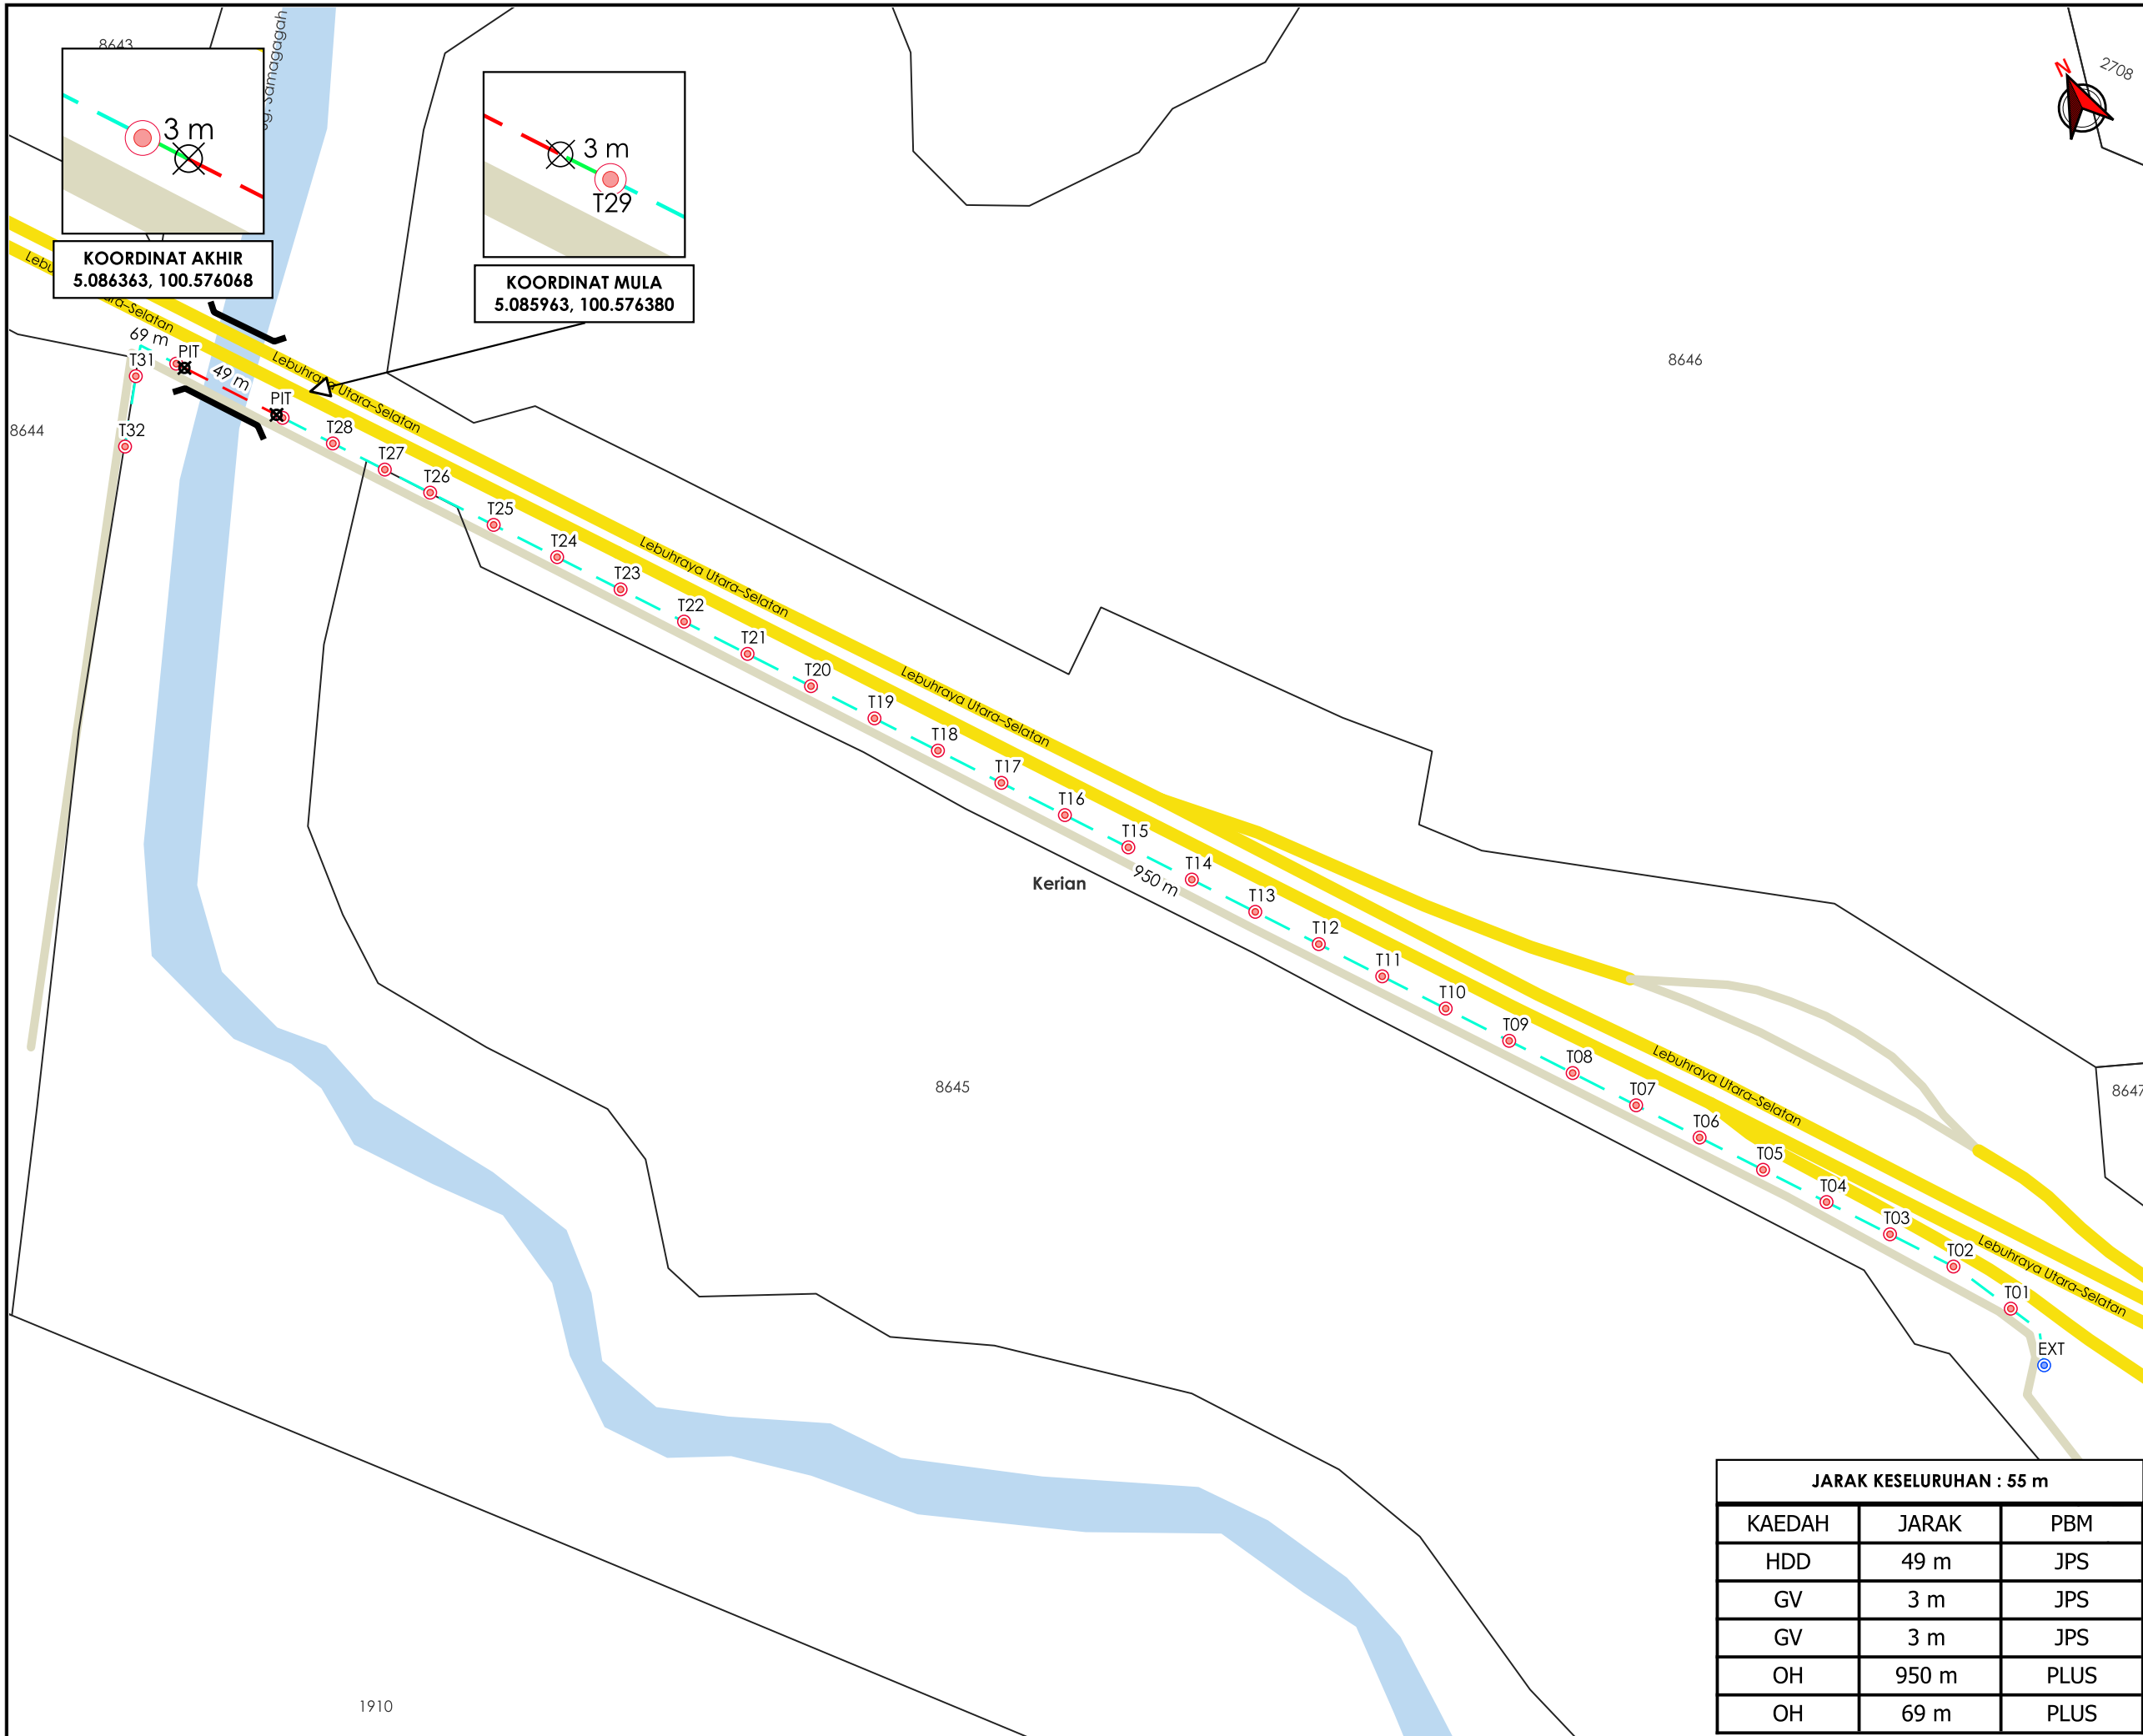 8643
Sg. Samagagah
3 m
3 m
T29
KOORDINAT AKHIR
5.086363, 100.576068
KOORDINAT MULA
5.085963, 100.576380
N
2708
8646
8644
Lebuhraya Utara-Selatan
Lebuhraya Utara-Selatan
Lebuhraya Utara-Selatan
Lebuhraya Utara-Selatan
Lebuhraya Utara-Selatan
Lebuhraya Utara-Selatan
69 m
PIT
T31
49 m
PIT
T32
T28
T27
T26
T25
T24
T23
T22
T21
T20
T19
T18
T17
T16
T15
T14
950 m
Kerian
T13
T12
T11
T10
T09
T08
T07
T06
T05
T04
T03
T02
T01
EXT
8645
8647
1910
JARAK KESELURUHAN : 55 m
KAEDAH JARAK PBM
HDD 49 m JPS
GV 3 m JPS
GV 3 m JPS
OH 950 m PLUS
OH 69 m PLUS